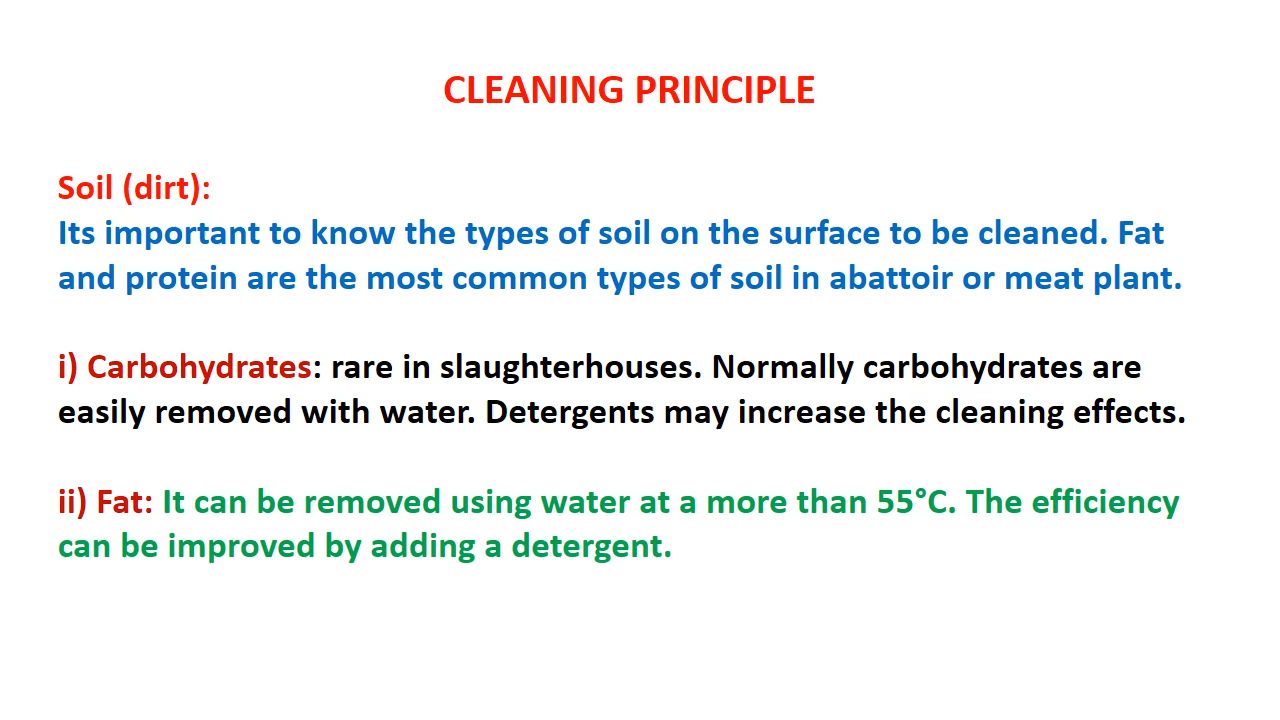 CLEANING PRINCIPLE
Soil (dirt):
Its important to know the types of soil on the surface to be cleaned. Fat
and protein are the most common types of soil in abattoir or meat plant.
i) Carbohydrates: rare in slaughterhouses. Normally carbohydrates are
easily removed with water. Detergents may increase the cleaning effects.
ii) Fat: It can be removed using water at a more than 55°C. The efficiency
can be improved by adding a detergent.